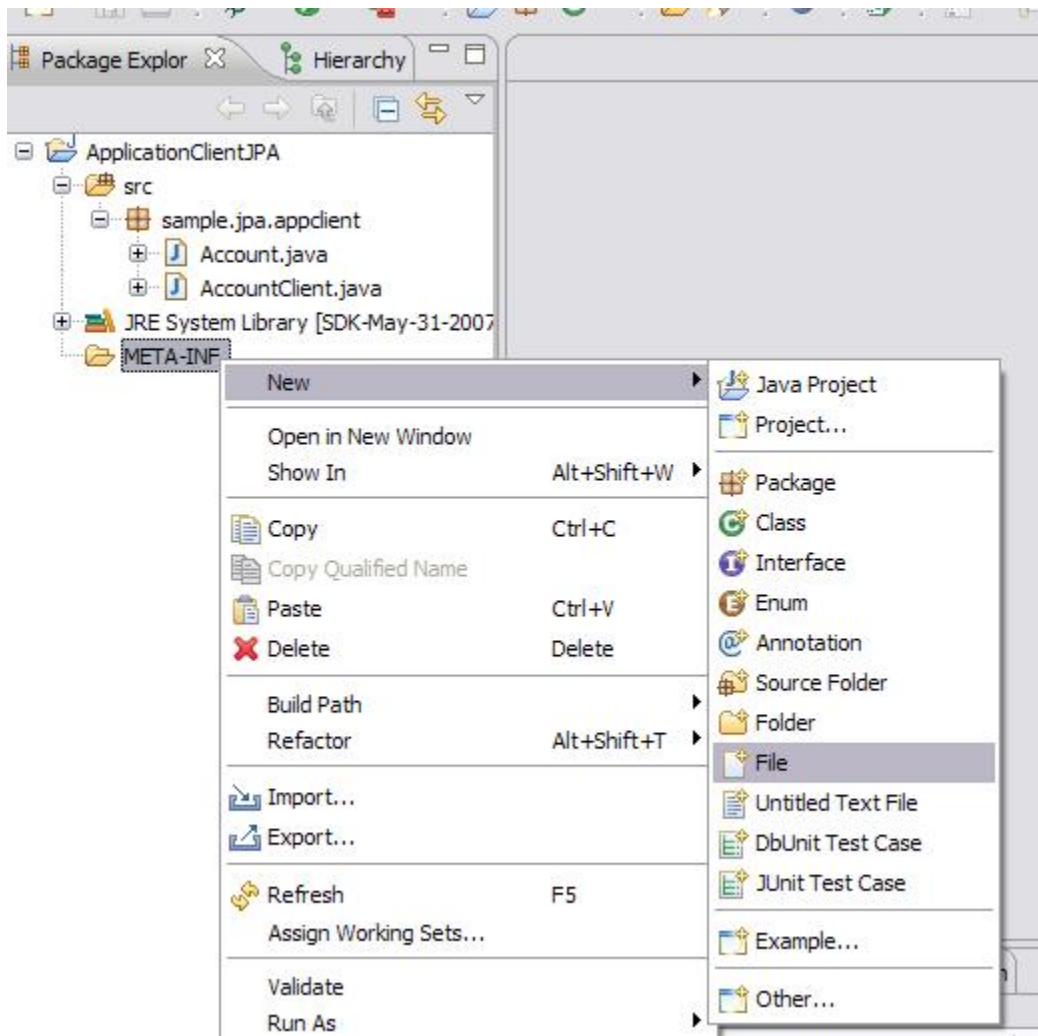 Package Explor
Hierarchy
ApplicationClientJPA
src
sample.jpa.appclient
Account.java
AccountClient.java
JRE System Library [SDK-May-31-2007
META-INF
New
Open in New Window
Show In Alt+Shift+W
Copy Ctrl+C
Copy Qualified Name
Paste Ctrl+V
Delete Delete
Build Path
Refactor Alt+Shift+T
Import...
Export...
Refresh F5
Assign Working Sets...
Validate
Run As
Java Project
Project...
Package
Class
Interface
Enum
Annotation
Source Folder
Folder
File
Untitled Text File
DbUnit Test Case
JUnit Test Case
Example...
Other...